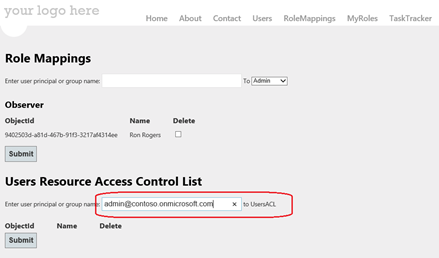 your logo here
Home About Contact Users RoleMappings MyRoles TaskTracker
Role Mappings
Enter user principal or group name: To Admin
Observer
ObjectId Name Delete
9402503d-a81d-467b-91f3-3217af4314ee Ron Rogers
Submit
Users Resource Access Control List
Enter user principal or group name: admin@contoso.onmicrosoft.com × to UsersACL
ObjectId Name Delete
Submit